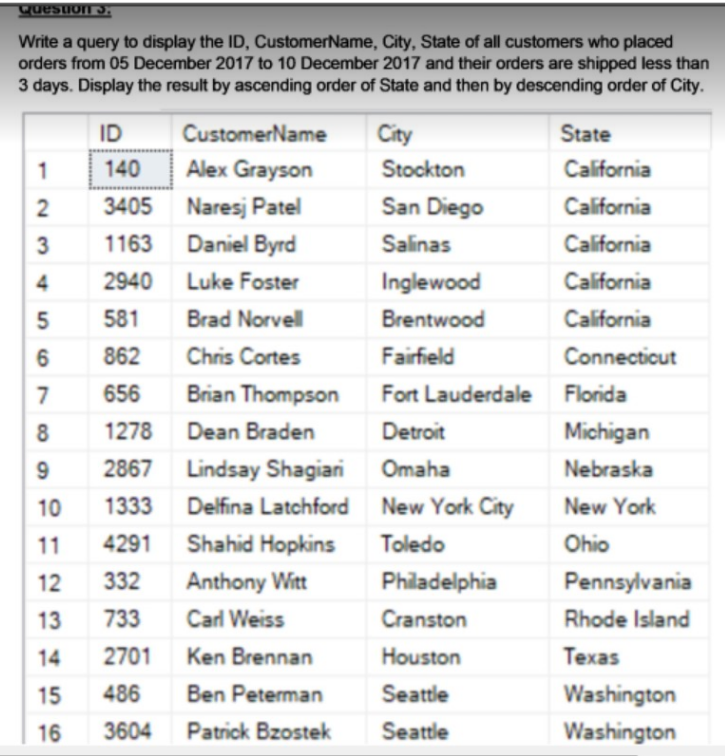 Question 3:
Write a query to display the ID, CustomerName, City, State of all customers who placed
orders from 05 December 2017 to 10 December 2017 and their orders are shipped less than
3 days. Display the result by ascending order of State and then by descending order of City.
ID CustomerName City State
1 140 Alex Grayson Stockton California
2 3405 Naresj Patel San Diego California
3 1163 Daniel Byrd Salinas California
4 2940 Luke Foster Inglewood California
5 581 Brad Norvell Brentwood California
6 862 Chris Cortes Fairfield Connecticut
7 656 Brian Thompson Fort Lauderdale Florida
8 1278 Dean Braden Detroit Michigan
9 2867 Lindsay Shagiari Omaha Nebraska
10 1333 Delfina Latchford New York City New York
11 4291 Shahid Hopkins Toledo Ohio
12 332 Anthony Witt Philadelphia Pennsylvania
13 733 Carl Weiss Cranston Rhode Island
14 2701 Ken Brennan Houston Texas
15 486 Ben Peterman Seattle Washington
16 3604 Patrick Bzostek Seattle Washington